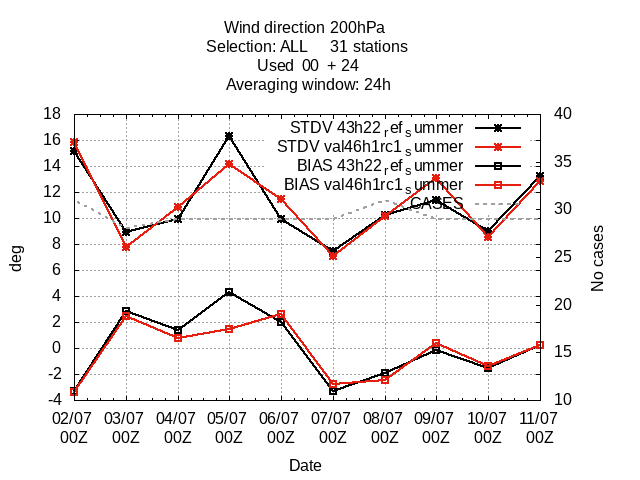 Wind direction 200hPa
Selection: ALL 31 stations
Used 00 + 24
Averaging window: 24h
18
16
14
12
10
8
6
4
2
0
-2
-4
deg
40
35
30
25
20
15
10
No cases
STDV 43h22_ref_summer
STDV val46h1rc1_summer
BIAS 43h22_ref_summer
BIAS val46h1rc1_summer
CASES
02/07 03/07 04/07 05/07 06/07 07/07 08/07 09/07 10/07 11/07
00Z 00Z 00Z 00Z 00Z 00Z 00Z 00Z 00Z 00Z
Date